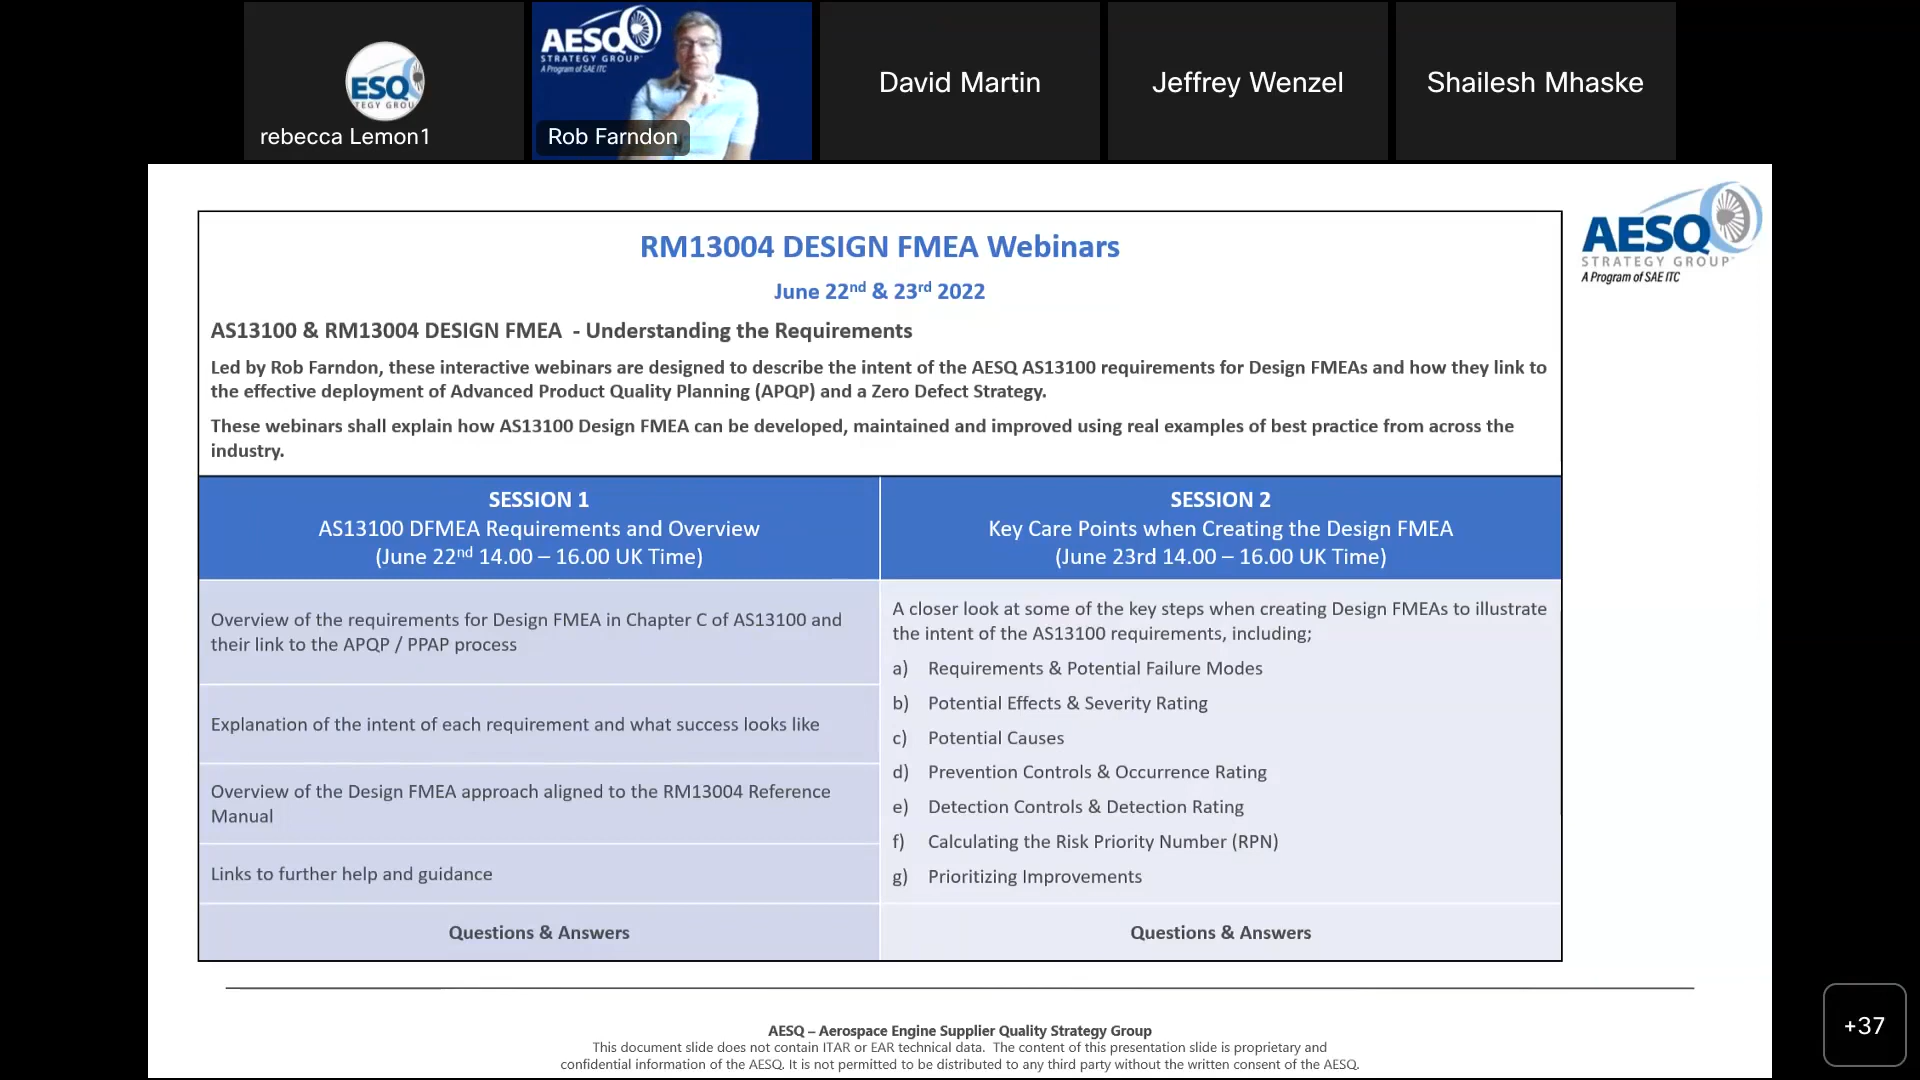 ESQ
TEGY GROU
rebecca Lemon1
AESQ
STRATEGY GROUP
A Program of SAE ITC
Rob Farndon
David Martin
Jeffrey Wenzel
Shailesh Mhaske
AESQ
STRATEGY GROUP
A Program of SAE ITC
RM13004 DESIGN FMEA Webinars
June 22nd & 23rd 2022
AS13100 & RM13004 DESIGN FMEA - Understanding the Requirements
Led by Rob Farndon, these interactive webinars are designed to describe the intent of the AESQ AS13100 requirements for Design FMEAs and how they link to
the effective deployment of Advanced Product Quality Planning (APQP) and a Zero Defect Strategy.
These webinars shall explain how AS13100 Design FMEA can be developed, maintained and improved using real examples of best practice from across the
industry.
SESSION 1
AS13100 DFMEA Requirements and Overview
(June 22nd 14.00 – 16.00 UK Time)
Overview of the requirements for Design FMEA in Chapter C of AS13100 and
their link to the APQP / PPAP process
Explanation of the intent of each requirement and what success looks like
Overview of the Design FMEA approach aligned to the RM13004 Reference
Manual
Links to further help and guidance
Questions & Answers
SESSION 2
Key Care Points when Creating the Design FMEA
(June 23rd 14.00 – 16.00 UK Time)
A closer look at some of the key steps when creating Design FMEAs to illustrate
the intent of the AS13100 requirements, including;
a) Requirements & Potential Failure Modes
b) Potential Effects & Severity Rating
c) Potential Causes
d) Prevention Controls & Occurrence Rating
e) Detection Controls & Detection Rating
f) Calculating the Risk Priority Number (RPN)
g) Prioritizing Improvements
Questions & Answers
AESQ – Aerospace Engine Supplier Quality Strategy Group
This document slide does not contain ITAR or EAR technical data. The content of this presentation slide is proprietary and
confidential information of the AESQ. It is not permitted to be distributed to any third party without the written consent of the AESQ.
+37